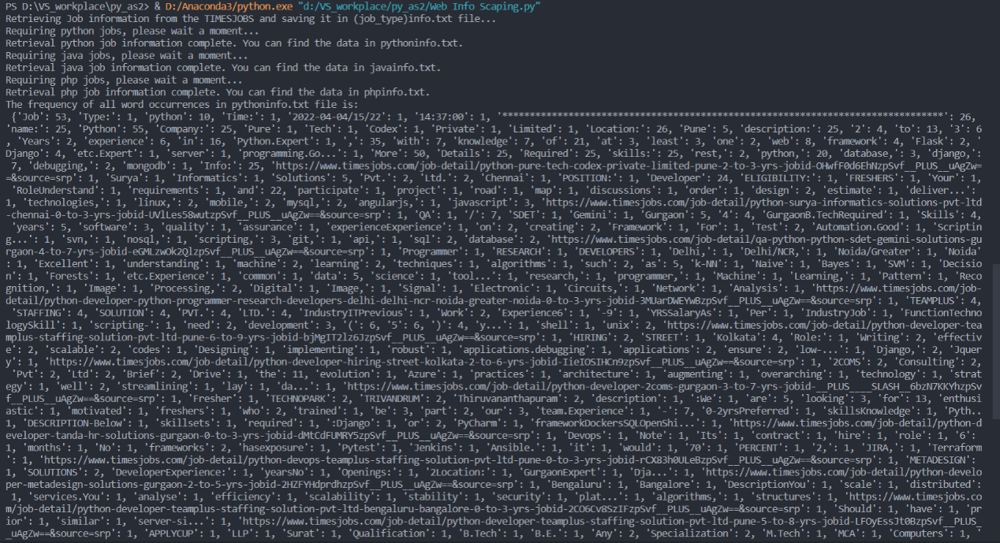 PS D:\VS_workplace\py_as2> & D:/Anaconda3/python.exe "d:/VS_workplace/py_as2/Web Info Scaping.py"
Retrieving Job information from the TIMESJOBS and saving it in (job_type)info.txt file...
Requiring python jobs, please wait a moment...
Retrieval python job information complete. You can find the data in pythoninfo.txt.
Requiring java jobs, please wait a moment...
Retrieval java job information complete. You can find the data in javainfo.txt.
Requiring php jobs, please wait a moment...
Retrieval php job information complete. You can find the data in phpinfo.txt.
The frequency of all word occurrences in pythoninfo.txt file is:
{'Job': 53, 'Type:': 1, 'python': 10, 'Time:': 1, '2022-04-04/15/22': 1, '14:37:00': 1, '********************************************************************************': 26,
'name:': 25, 'Python': 55, 'Company:': 25, 'Pure': 1, 'Tech': 1, 'Codex': 1, 'Private': 1, 'Limited': 1, 'Location:': 26, 'Pune': 5, 'description:': 25, '2': 4, 'to': 13, '3': 6
, 'Years': 2, 'experience': 6, 'in': 16, 'Python.Expert': 1, ',': 35, 'with': 7, 'knowledge': 7, 'of': 21, 'at': 3, 'least': 3, 'one': 2, 'web': 8, 'framework': 4, 'Flask': 2, '
Django': 4, 'etc.Expert': 1, 'server': 1, 'programming.Go...': 1, 'More': 50, 'Details': 25, 'Required': 25, 'skills:': 25, 'rest,': 2, 'python,': 20, 'database,': 3, 'django,':
7, 'debugging,': 2, 'mongodb': 1, 'Info:': 25, 'https://www.timesjobs.com/job-detail/python-pure-tech-codex-private-limited-pune-2-to-3-yrs-jobid-OHwfF0d6EhNzpSvf__PLUS__uAgZw=
=&source=srp': 1, 'Surya': 1, 'Informatics': 1, 'Solutions': 5, 'Pvt.': 2, 'Ltd.': 2, 'Chennai': 1, 'POSITION:': 1, 'Developer': 24, 'ELIGIBILITY:': 1, 'FRESHERS': 1, 'Your': 1,
'RoleUnderstand': 1, 'requirements': 1, 'and': 22, 'participate': 1, 'project': 1, 'road': 1, 'map': 1, 'discussions': 1, 'order': 1, 'design': 2, 'estimate': 1, 'deliver...':
1, 'technologies,': 1, 'linux,': 2, 'mobile,': 2, 'mysql,': 2, 'angularjs,': 1, 'javascript': 3, 'https://www.timesjobs.com/job-detail/python-surya-informatics-solutions-pvt-ltd
-chennai-0-to-3-yrs-jobid-UVlLes58wutzpSvf__PLUS__uAgZw==&source=srp': 1, 'QA': 1, '/': 7, 'SDET': 1, 'Gemini': 1, 'Gurgaon': 5, '4': 4, 'GurgaonB.TechRequired': 1, 'Skills': 4,
'years': 5, 'software': 3, 'quality': 1, 'assurance': 1, 'experienceExperience': 1, 'on': 2, 'creating': 2, 'Framework': 1, 'For': 1, 'Test': 2, 'Automation.Good': 1, 'Scriptin
g...': 1, 'svn,': 1, 'nosql,': 1, 'scripting,': 3, 'git,': 1, 'api,': 1, 'sql': 2, 'database': 2, 'https://www.timesjobs.com/job-detail/qa-python-python-sdet-gemini-solutions-gu
rgaon-4-to-7-yrs-jobid-eGMLzwOk2QlzpSvf__PLUS__uAgZw==&source=srp': 1, 'Programmer': 1, 'RESEARCH': 1, 'DEVELOPERS': 1, 'Delhi,': 1, 'Delhi/NCR,': 1, 'Noida/Greater': 1, 'Noida'
: 1, 'Excellent': 1, 'understanding': 1, 'machine': 2, 'learning': 2, 'techniques': 1, 'algorithms': 1, 'such': 2, 'as': 5, 'k-NN': 1, 'Naive': 1, 'Bayes': 1, 'SVM': 1, 'Decisio
n': 1, 'Forests': 1, 'etc.Experience': 1, 'common': 1, 'data': 5, 'science': 1, 'tool...': 1, 'research,': 1, 'programmer,': 1, 'Machine': 1, 'Learning,': 1, 'Pattern': 1, 'Reco
gnition,': 1, 'Image': 1, 'Processing,': 2, 'Digital': 1, 'Image,': 1, 'Signal': 1, 'Electronic': 1, 'Circuits,': 1, 'Network': 1, 'Analysis': 1, 'https://www.timesjobs.com/job-
detail/python-developer-python-programmer-research-developers-delhi-delhi-ncr-noida-greater-noida-0-to-3-yrs-jobid-3MUarDWEYwBzpSvf__PLUS__uAgZw==&source=srp': 1, 'TEAMPLUS': 4,
'STAFFING': 4, 'SOLUTION': 4, 'PVT.': 4, 'LTD.': 4, 'IndustryITPrevious': 1, 'Work': 2, 'Experience6': 1, '-9': 1, 'YRSSalaryAs': 1, 'Per': 1, 'IndustryJob': 1, 'FunctionTechno
logySkill': 1, 'scripting-': 1, 'need': 2, 'development': 3, '(': 6, '5': 6, ')': 4, 'y...': 1, 'shell': 1, 'unix': 2, 'https://www.timesjobs.com/job-detail/python-developer-tea
mplus-staffing-solution-pvt-ltd-pune-6-to-9-yrs-jobid-bjMgIT2lz6JzpSvf__PLUS__uAgZw==&source=srp': 1, 'HIRING': 2, 'STREET': 1, 'Kolkata': 4, 'Role:': 1, 'Writing': 2, 'effectiv
e': 2, 'scalable': 2, 'codes': 1, 'Designing': 1, 'implementing': 1, 'robust': 1, 'applications.debugging': 1, 'applications': 2, 'ensure': 2, 'low-...': 1, 'Django,': 2, 'Jquer
y': 1, 'https://www.timesjobs.com/job-detail/python-developer-hiring-street-kolkata-2-to-6-yrs-jobid-IieIOSIHCn9zpSvf__PLUS__uAgZw==&source=srp': 1, '2COMS': 2, 'Consulting': 2,
'Pvt': 2, 'Ltd': 2, 'Brief': 2, 'Drive': 1, 'the': 11, 'evolution': 1, 'Azure': 1, 'practices': 1, 'architecture': 1, 'augmenting': 1, 'overarching': 1, 'technology': 1, 'strat
egy': 1, 'well': 2, 'streamlining': 1, 'lay': 1, 'da...': 1, 'https://www.timesjobs.com/job-detail/python-developer-2coms-gurgaon-3-to-7-yrs-jobid-__PLUS____SLASH__6bzN7KKYhzpSv
f__PLUS__uAgZw==&source=srp': 1, 'Fresher': 1, 'TECHNOPARK': 2, 'TRIVANDRUM': 2, 'Thiruvananthapuram': 2, 'description': 1, ':We': 1, 'are': 5, 'looking': 3, 'for': 13, 'enthusi
astic': 1, 'motivated': 1, 'freshers': 1, 'who': 2, 'trained': 1, 'be': 3, 'part': 2, 'our': 3, 'team.Experience': 1, '-': 7, '0-2yrsPreferred': 1, 'skillsKnowledge': 1, 'Pyth..
: 1, 'DESCRIPTION-Below': 1, 'skillsets': 1, 'required': 1, ':Django': 1, 'or': 2, 'PyCharm': 1, 'frameworkDockersSQLOpenShi...': 1, 'https://www.timesjobs.com/job-detail/python-d
eveloper-tanda-hr-solutions-gurgaon-0-to-3-yrs-jobid-dMtCdFUMRY5zpSvf__PLUS__uAgZw==&source=srp': 1, 'Devops': 1, 'Note': 1, 'Its': 1, 'contract': 1, 'hire': 1, 'role': 1, '6':
1, 'months': 1, 'No': 1, 'frameworks': 2, 'hasexposure': 1, 'Pytest': 1, 'Jenkins': 1, 'Ansible.': 1, 'it': 1, 'would': 1, '70': 1, 'PERCENT': 1, '2,': 1, 'JIRA,': 1, 'Terraform
': 1, 'https://www.timesjobs.com/job-detail/python-devops-teamplus-staffing-solution-pvt-ltd-pune-0-to-3-yrs-jobid-rCX83h0ULeBzpSvf__PLUS__uAgZw==&source=srp': 1, 'METADESIGN':
1, 'SOLUTIONS': 2, 'DeveloperExperience:': 1, 'yearsNo': 1, 'Openings:': 1, '2Location:': 1, 'GurgaonExpert': 1, 'Dja...': 1, 'https://www.timesjobs.com/job-detail/python-develo
per-metadesign-solutions-gurgaon-2-to-5-yrs-jobid-2HZFYHdprdhzpSvf__PLUS__uAgZw==&source=srp': 1, 'Bengaluru': 1, 'Bangalore': 1, 'DescriptionYou': 1, 'scale': 1, 'distributed':
1, 'services.You': 1, 'analyse': 1, 'efficiency': 1, 'scalability': 1, 'stability': 1, 'security': 1, 'plat...': 1, 'algorithms,': 1, 'structures': 1, 'https://www.timesjobs.co
m/job-detail/python-developer-teamplus-staffing-solution-pvt-ltd-bengaluru-bangalore-0-to-3-yrs-jobid-2CO6Cv8SzIFzpSvf__PLUS__uAgZw==&source=srp': 1, 'Should': 1, 'have': 1, 'pr
ior': 1, 'similar': 1, 'server-si...': 1, 'https://www.timesjobs.com/job-detail/python-developer-teamplus-staffing-solution-pvt-ltd-pune-5-to-8-yrs-jobid-LFOyEssJt0BzpSvf__PLUS_
_uAgZw==&source=srp': 1, 'APPLYCUP': 1, 'LLP': 1, 'Surat': 1, 'Qualification': 1, 'B.Tech': 1, 'B.E.': 1, 'Any': 2, 'Specialization': 2, 'M.Tech': 1, 'MCA': 1, 'Computers': 1, '